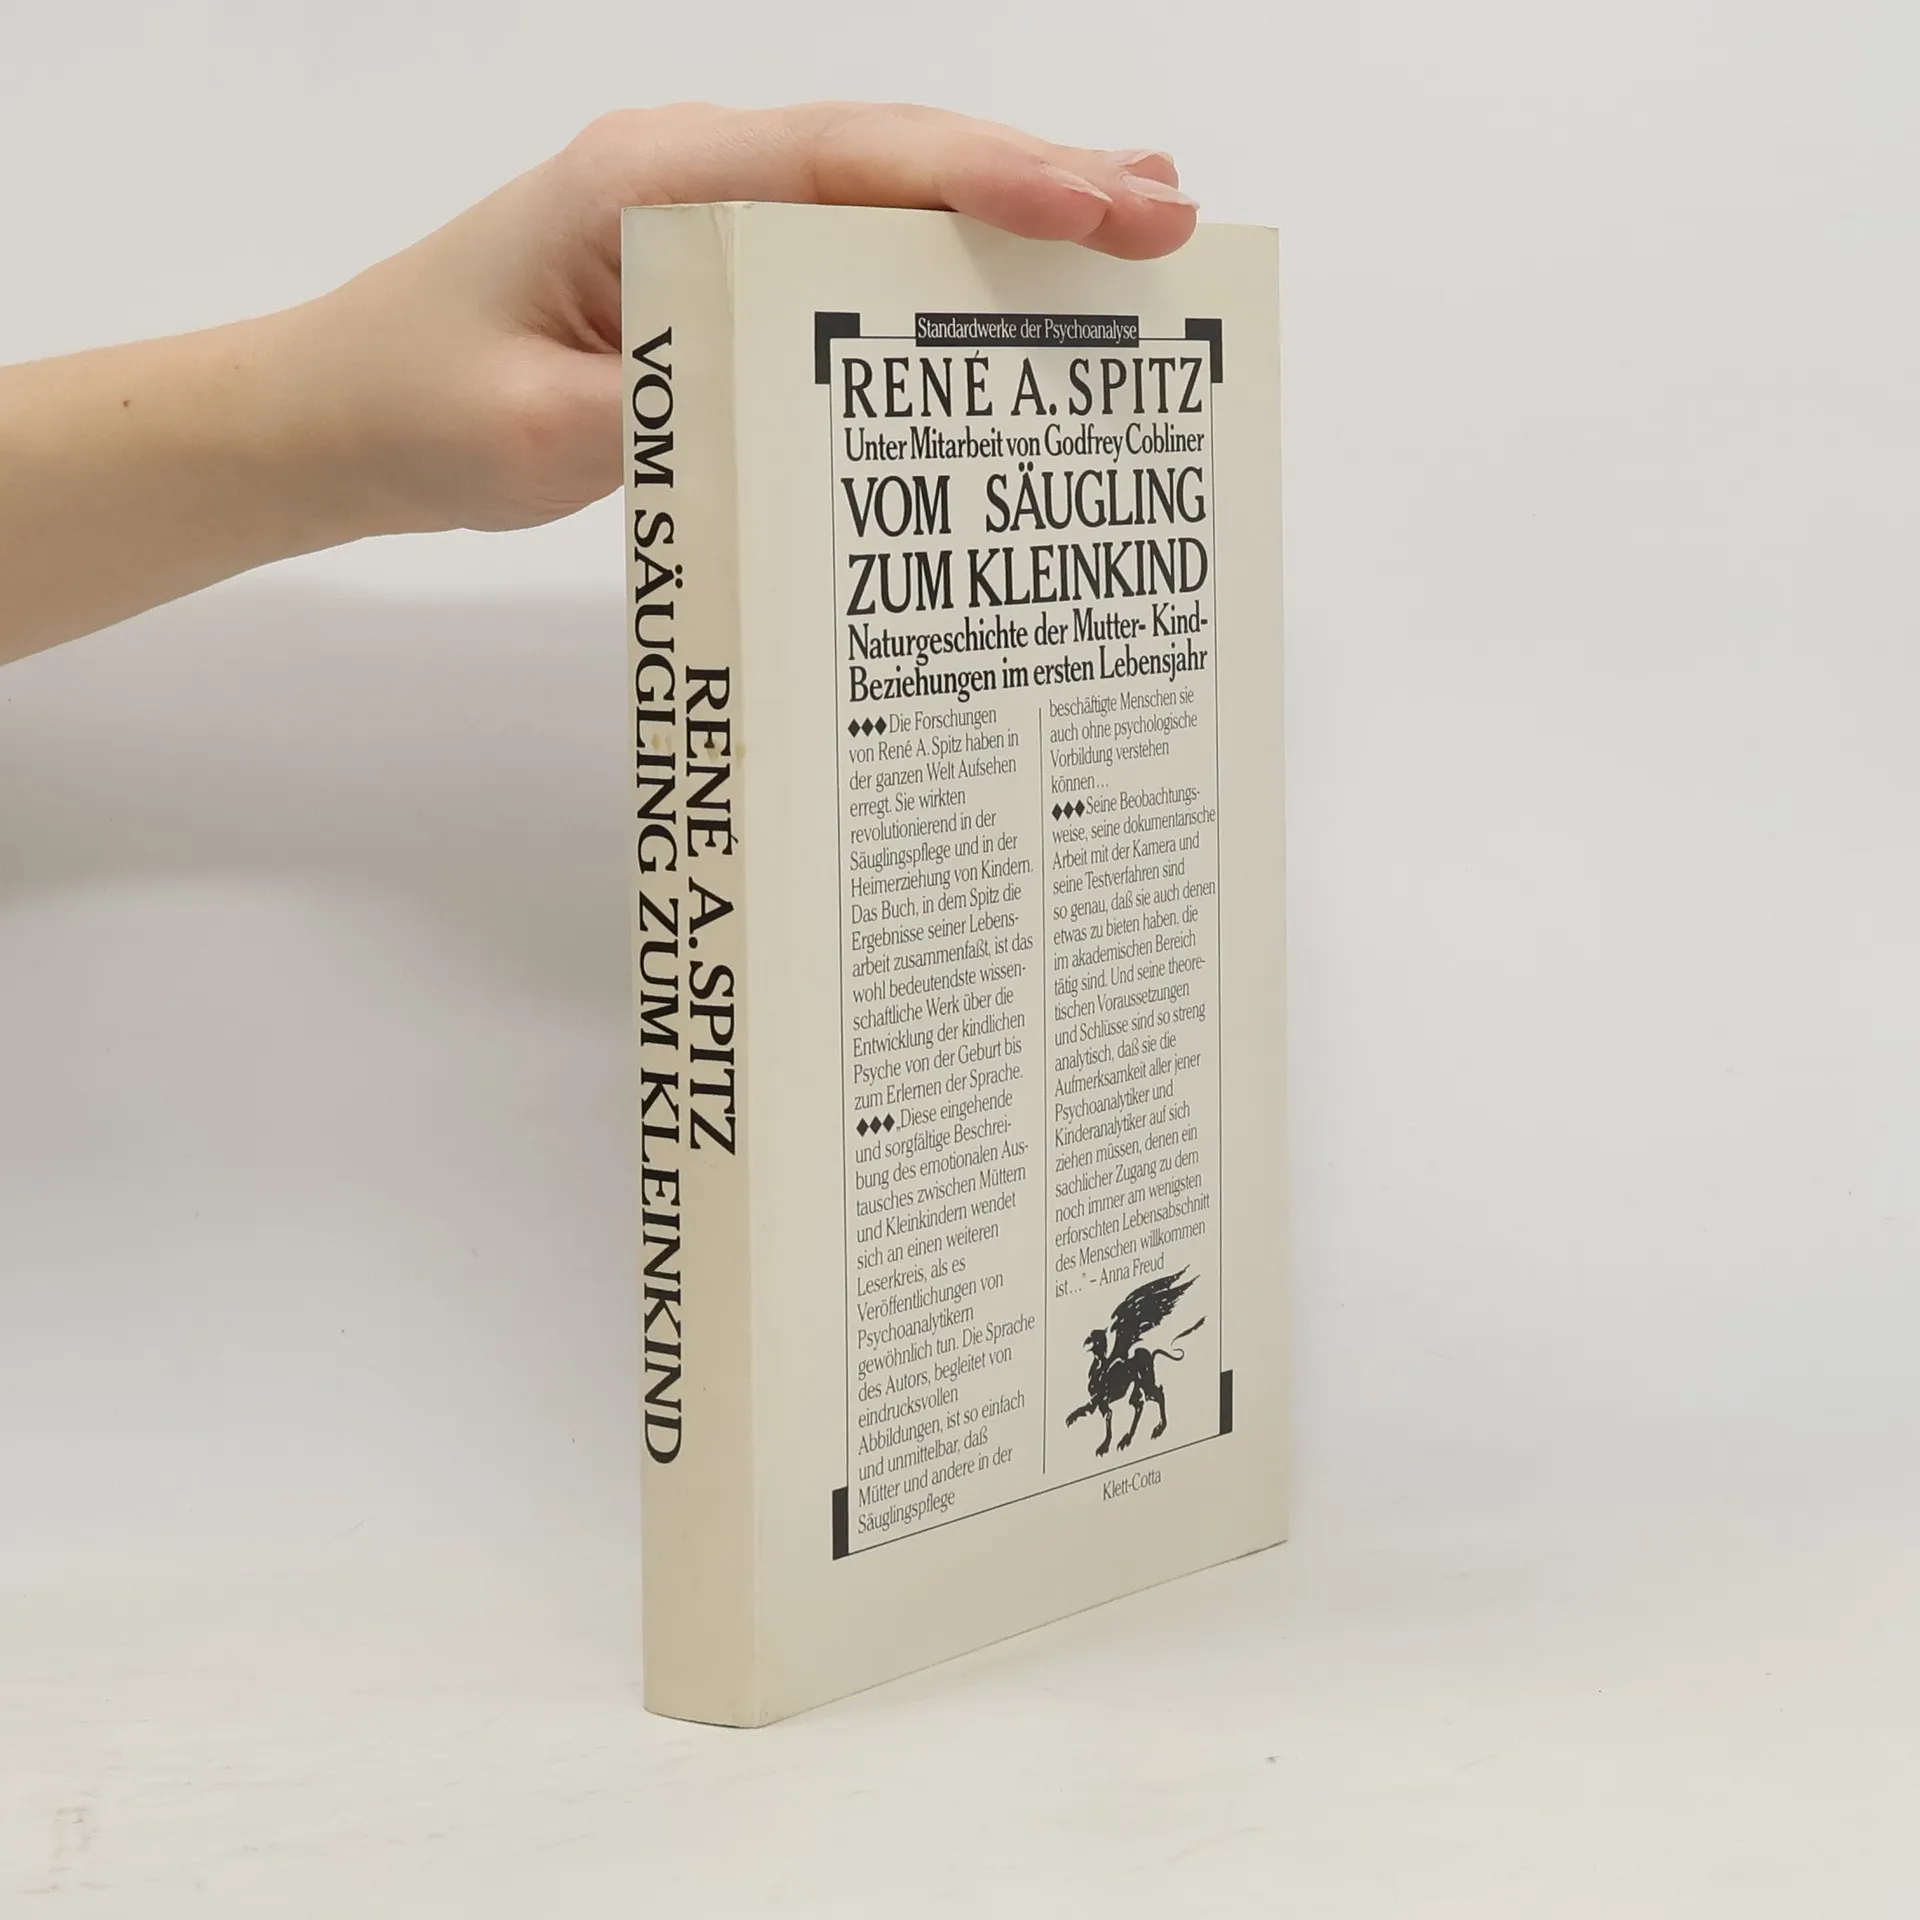 VOM SÄUGLING ZUM KLEINKIND
RENÉ A. SPITZ
Standardwerke der Psychoanalyse
RENÉ A. SPITZ
Unter Mitarbeit von Godfrey Cobliner
VOM SÄUGLING
ZUM KLEINKIND
Naturgeschichte der Mutter- Kind-
Beziehungen im ersten Lebensjahr
◆◆◆Die Forschungen
von René A. Spitz haben in
der ganzen Welt Aufsehen
erregt. Sie wirkten
revolutionierend in der
Säuglingspflege und in der
Heimerziehung von Kindern.
Das Buch, in dem Spitz die
Ergebnisse seiner Lebens-
arbeit zusammenfaßt, ist das
wohl bedeutendste wissen-
schaftliche Werk über die
Entwicklung der kindlichen
Psyche von der Geburt bis
zum Erlernen der Sprache.
◆◆◆„Diese eingehende
und sorgfältige Beschrei-
bung des emotionalen Aus-
tausches zwischen Müttern
und Kleinkindern wendet
sich an einen weiteren
Leserkreis, als es
Veröffentlichungen von
Psychoanalytikern
gewöhnlich tun. Die Sprache
des Autors, begleitet von
eindrucksvollen
Abbildungen, ist so einfach
und unmittelbar, daß
Mütter und andere in der
Säuglingspflege
beschäftigte Menschen sie
auch ohne psychologische
Vorbildung verstehen
können...
◆◆◆Seine Beobachtungs-
weise, seine dokumentarische
Arbeit mit der Kamera und
seine Testverfahren sind
so genau, daß sie auch denen
etwas zu bieten haben, die
im akademischen Bereich
tätig sind. Und seine theore-
tischen Voraussetzungen
und Schlüsse sind so streng
analytisch, daß sie die
Aufmerksamkeit aller jener
Psychoanalytiker und
Kinderanalytiker auf sich
ziehen müssen, denen ein
sachlicher Zugang zu dem
noch immer am wenigsten
erforschten Lebensabschnitt
des Menschen willkommen
ist...” – Anna Freud
Klett-Cotta